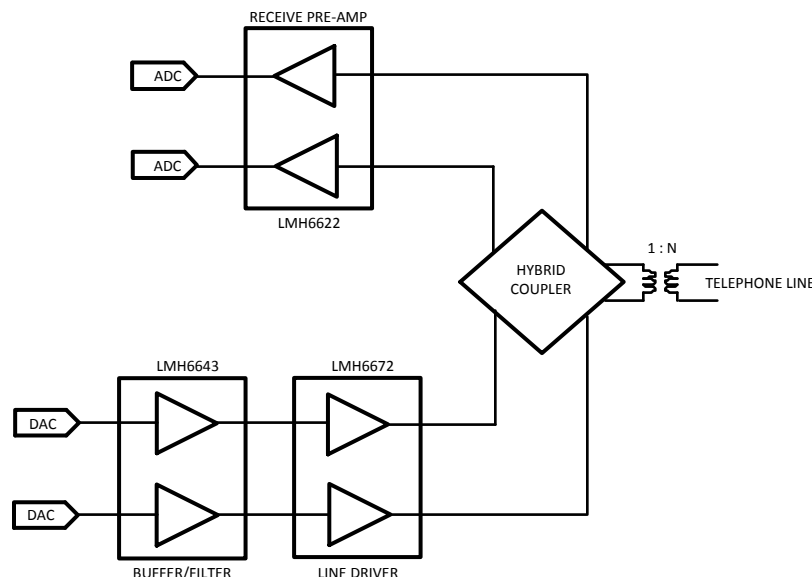 RECEIVE PRE-AMP
ADC
ADC
LMH6622
1 : N
HYBRID
COUPLER
TELEPHONE LINE
LMH6643
LMH6672
DAC
DAC
BUFFER/FILTER
LINE DRIVER